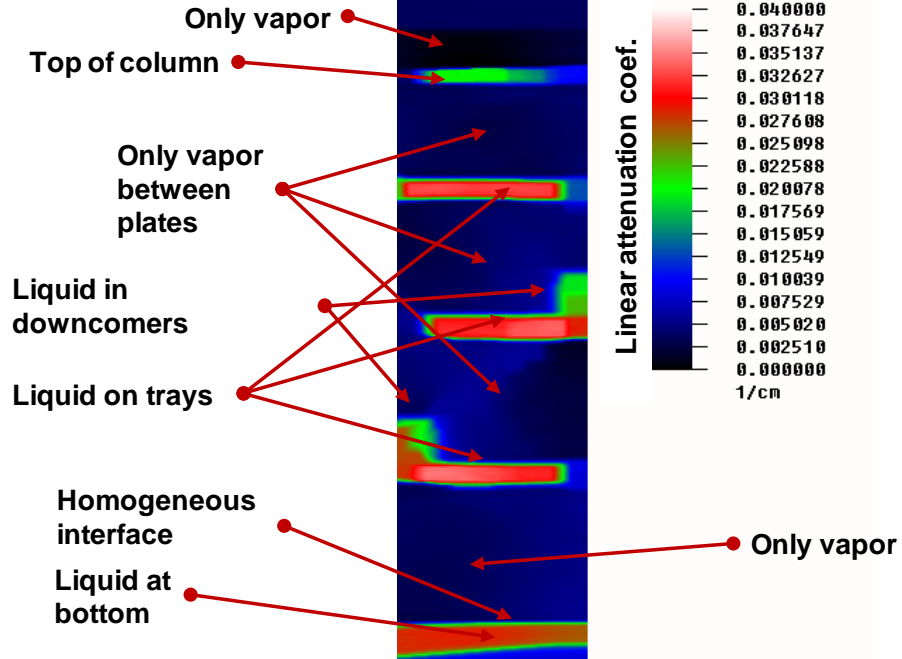 Only vapor
Top of column
Only vapor
between
plates
Liquid in
downcomers
Liquid on trays
Homogeneous
interface
Liquid at
bottom
Only vapor
Linear attenuation coef.
0.040000
0.037647
0.035137
0.032627
0.030118
0.027608
0.025098
0.022588
0.020078
0.017569
0.015059
0.012549
0.010039
0.007529
0.005020
0.002510
0.000000
1/cm